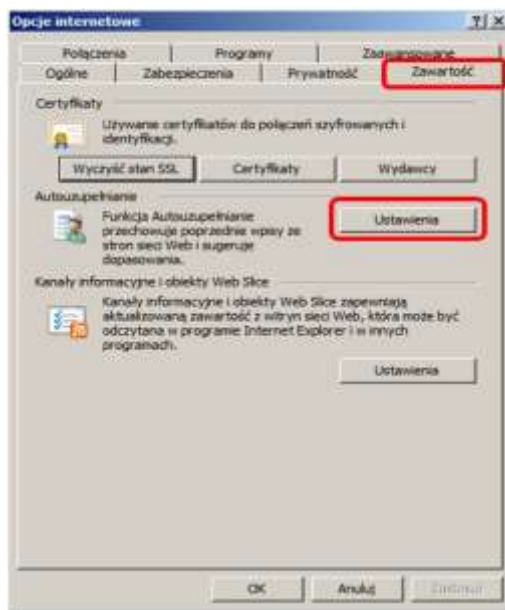 Opcje internetowe
Połączenia Programy Zaawansowane
Ogólne Zabezpieczenia Prywatność Zawartość
Certyfikaty
Używanie certyfikatów do połączeń szyfrowanych i
identyfikacji.
Wyczyść stan SSL Certyfikaty Wydawcy
Autouzupełnianie
Funkcja Autouzupełnianie
przechowuje poprzednie wpisy ze
stron sieci Web i sugeruje
dopasowania.
Ustawienia
Kanały informacyjne i obiekty Web Slice
Kanały informacyjne i obiekty Web Slice zapewniają
aktualizowaną zawartość z witryn sieci Web, która może być
odczytana w programie Internet Explorer i w innych
programach.
Ustawienia
OK Anuluj Zastosuj